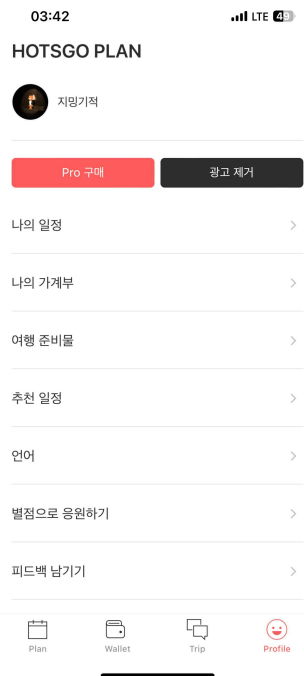 03:42
LTE 49
HOTSGO PLAN
지밍기적
Pro 구매
광고 제거
나의 일정
나의 가계부
여행 준비물
추천 일정
언어
별점으로 응원하기
피드백 남기기
Plan
Wallet
Trip
Profile